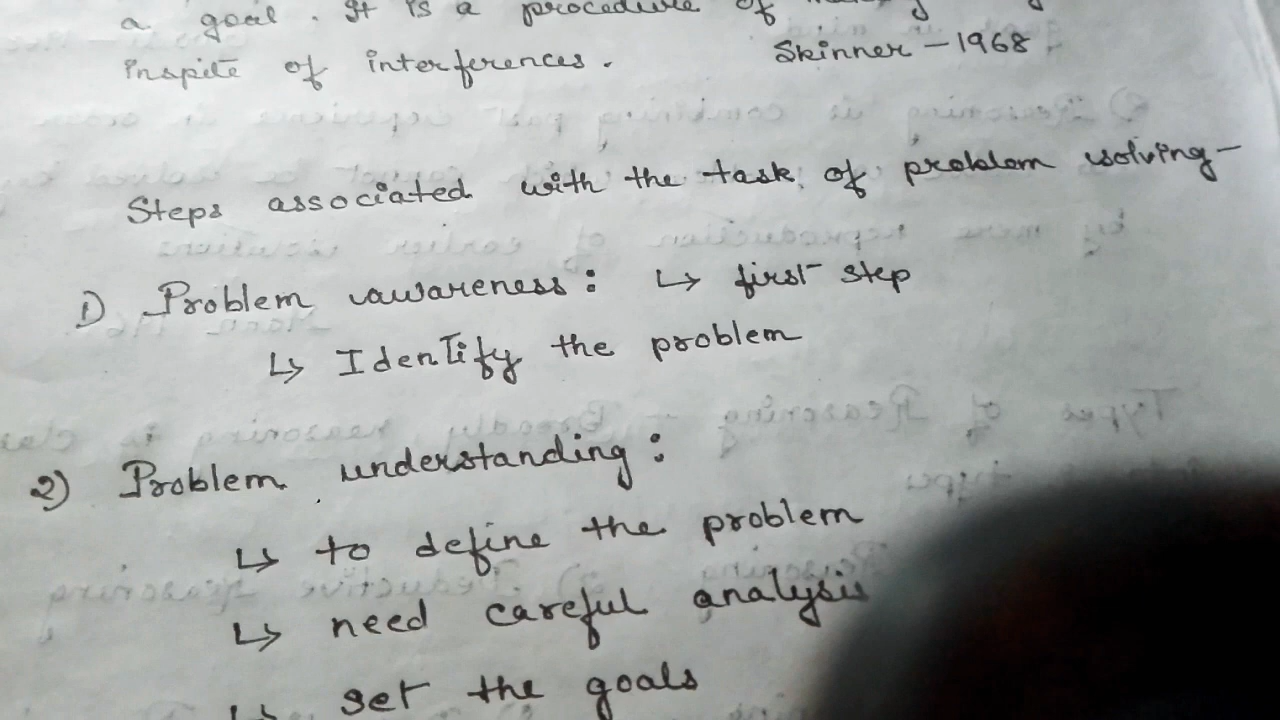 a goal. It is a procedure of
inspite of interferences. Skinner - 1968
Steps associated with the task of problem solving -
1) Problem awareness: ↳ first step
↳ Identify the problem
2) Problem understanding:
↳ to define the problem
↳ need careful analysis
↳ set the goals